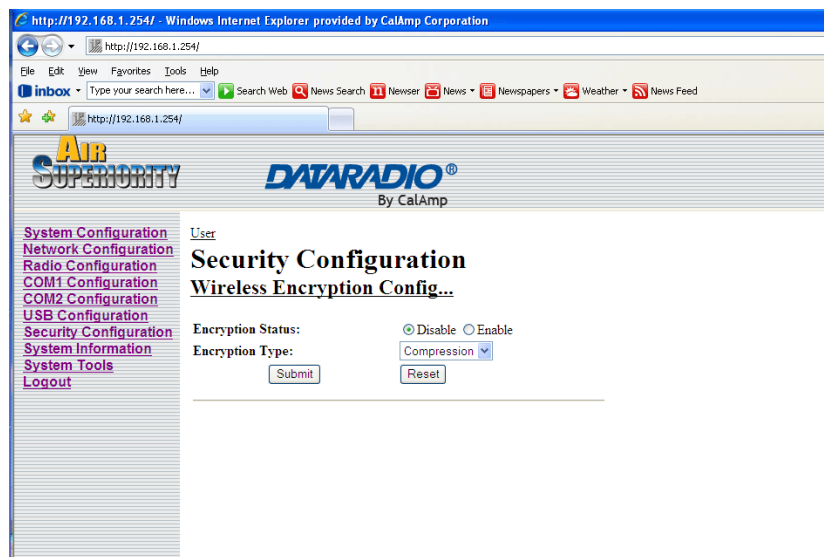 http://192.168.1.254/ - Windows Internet Explorer provided by CalAmp Corporation
http://192.168.1.254/
File Edit View Favorites Tools Help
inbox Type your search here... Search Web News Search Newser News Newspapers Weather News Feed
http://192.168.1.254/
AIR
SUPERIORITY
DATARADIO®
By CalAmp
System Configuration
Network Configuration
Radio Configuration
COM1 Configuration
COM2 Configuration
USB Configuration
Security Configuration
System Information
System Tools
Logout
User
Security Configuration
Wireless Encryption Config...
Encryption Status: Disable Enable
Encryption Type: Compression
Submit Reset